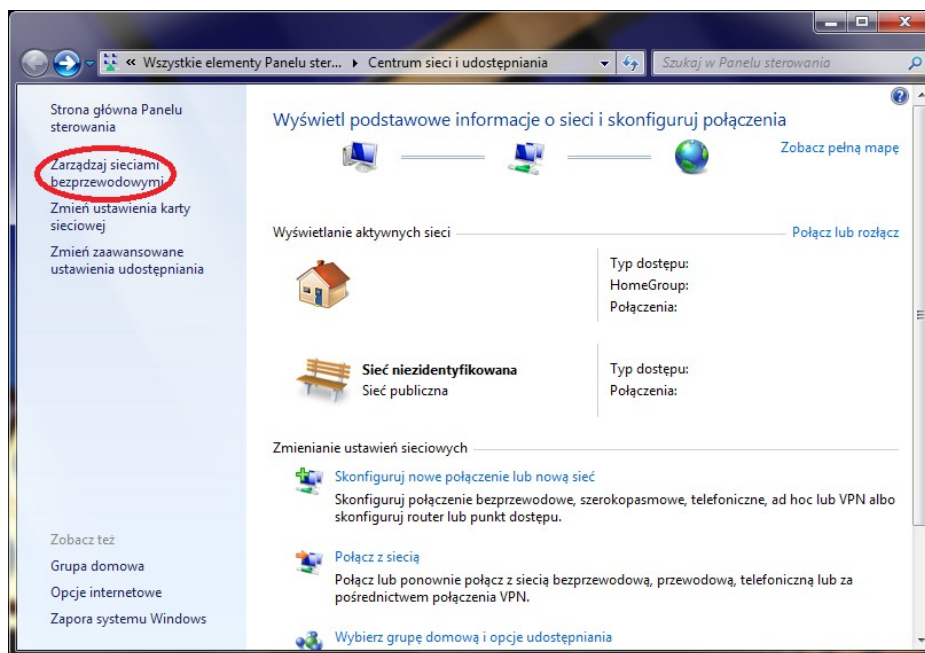 « Wszystkie elementy Panelu ster... ▸ Centrum sieci i udostępniania
Szukaj w Panelu sterowania
Strona główna Panelu
sterowania
Zarządzaj sieciami
bezprzewodowymi
Zmień ustawienia karty
sieciowej
Zmień zaawansowane
ustawienia udostępniania
Zobacz też
Grupa domowa
Opcje internetowe
Zapora systemu Windows
Wyświetl podstawowe informacje o sieci i skonfiguruj połączenia
Zobacz pełną mapę
Wyświetlanie aktywnych sieci
Połącz lub rozłącz
Typ dostępu:
HomeGroup:
Połączenia:
Sieć niezidentyfikowana
Sieć publiczna
Typ dostępu:
Połączenia:
Zmienianie ustawień sieciowych
Skonfiguruj nowe połączenie lub nową sieć
Skonfiguruj połączenie bezprzewodowe, szerokopasmowe, telefoniczne, ad hoc lub VPN albo
skonfiguruj router lub punkt dostępu.
Połącz z siecią
Połącz lub ponownie połącz z siecią bezprzewodową, przewodową, telefoniczną lub za
pośrednictwem połączenia VPN.
Wybierz grupę domową i opcje udostępniania